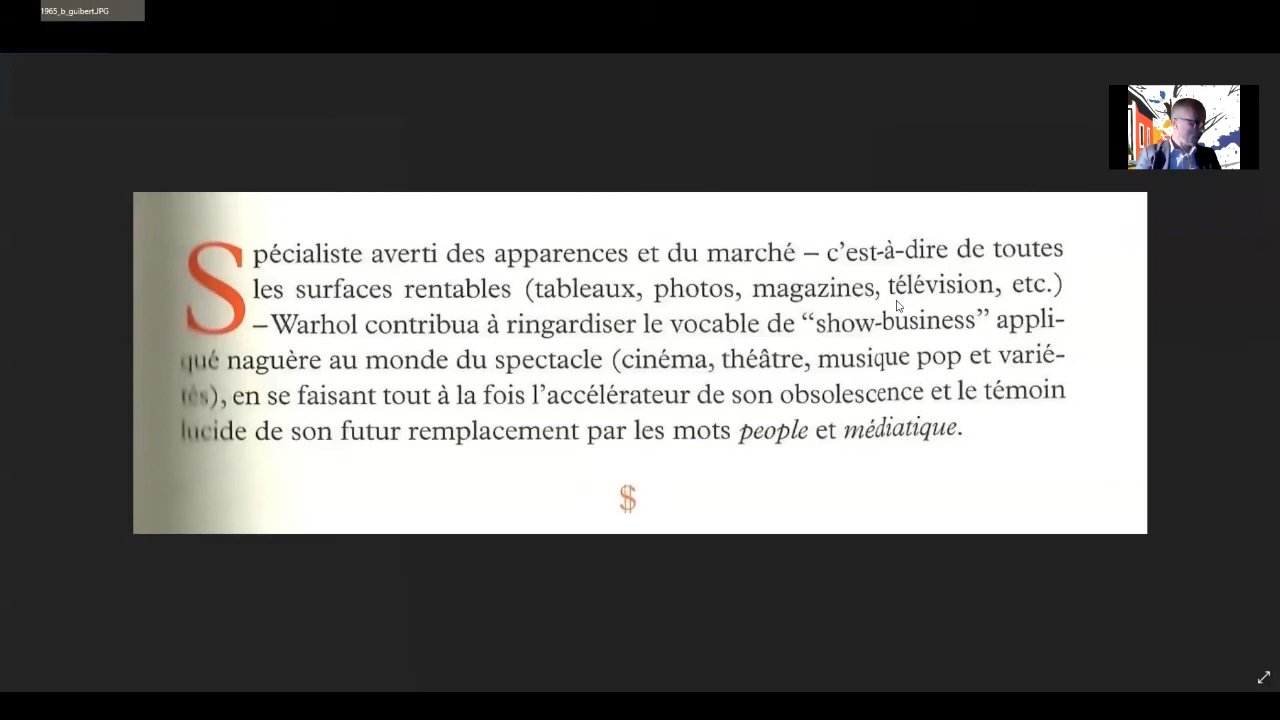 1965_b_guibert.JPG
Spécialiste averti des apparences et du marché – c’est-à-dire de toutes
les surfaces rentables (tableaux, photos, magazines, télévision, etc.)
– Warhol contribua à ringardiser le vocable de “show-business” appli-
qué naguère au monde du spectacle (cinéma, théâtre, musique pop et varié-
tés), en se faisant tout à la fois l’accélérateur de son obsolescence et le témoin
lucide de son futur remplacement par les mots people et médiatique.
$